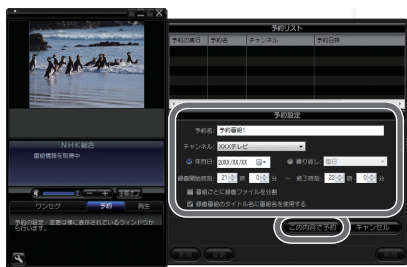 NHK総合
番組情報を取得中
字幕オフ
ワンセグ 予約 再生
予約の設定・変更は横に表示されているウィンドウから行います。
予約リスト
予約の実行 予約名 チャンネル 予約日時
予約設定
予約名: 予約番組1
チャンネル: XXXテレビ
年月日: 20XX/XX/XX 繰り返し: 毎日
録画開始時刻: 21 時 0 分 ～ 終了時刻: 22 時 0 分
番組ごとに録画ファイルを分割
録画番組のタイトル名に番組名を使用する
この内容で予約 キャンセル